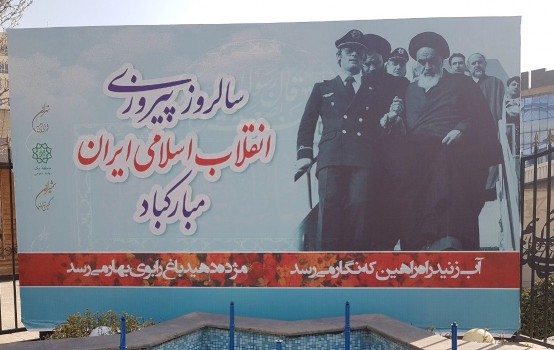 سالروز پیروزی
انقلاب اسلامی ایران
مبارکباد
آب زنید راه را هین که نگار می رسد مژده دهید باغ را بوی بهار می رسد